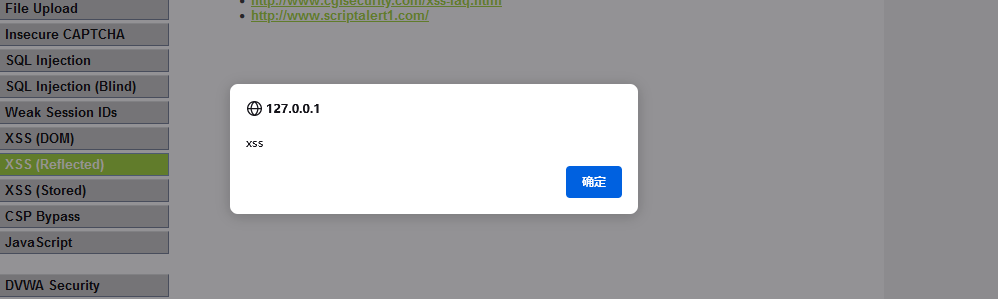 File Upload
Insecure CAPTCHA
SQL Injection
SQL Injection (Blind)
Weak Session IDs
XSS (DOM)
XSS (Reflected)
XSS (Stored)
CSP Bypass
JavaScript
DVWA Security
http://www.cgisecurity.com/xss-faq.html
http://www.scriptalert1.com/
127.0.0.1
xss
确定